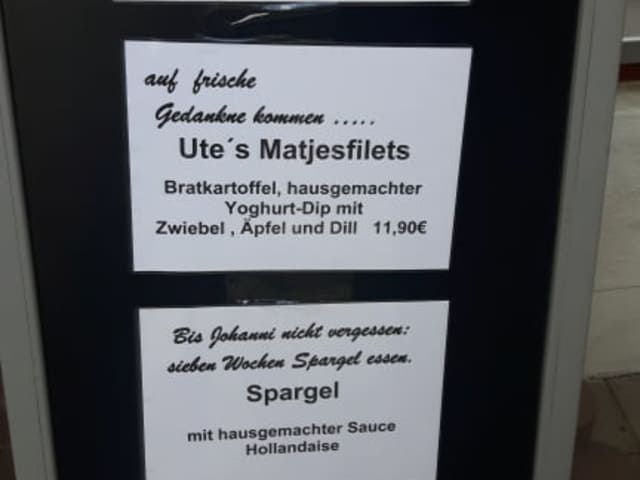 auf frische
Gedankne kommen .....
Ute´s Matjesfilets
Bratkartoffel, hausgemachter
Yoghurt-Dip mit
Zwiebel , Äpfel und Dill 11,90€
Bis Johanni nicht vergessen:
sieben Wochen Spargel essen.
Spargel
mit hausgemachter Sauce
Hollandaise